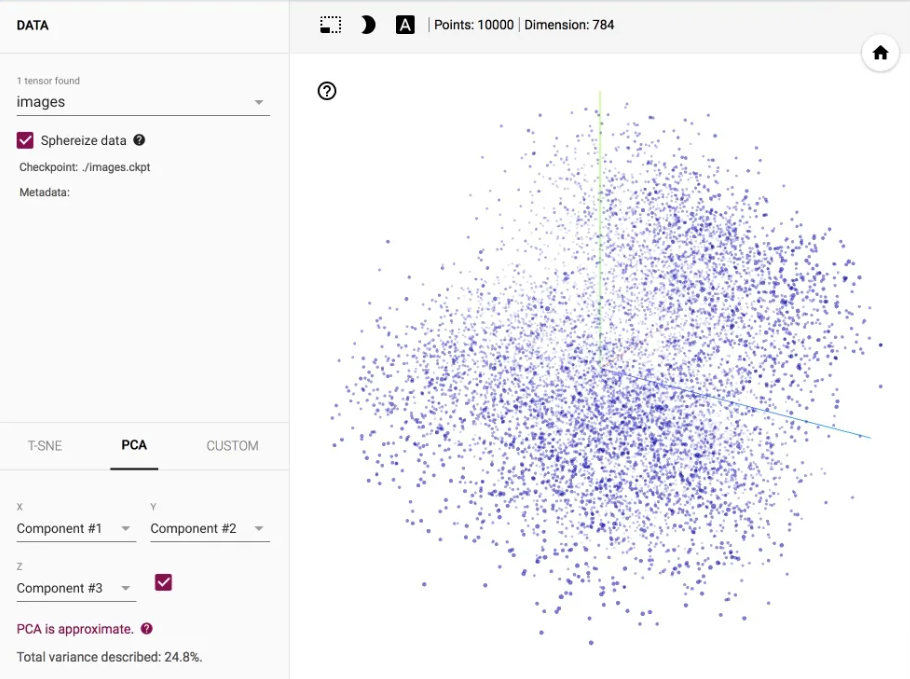 DATA
A Points: 10000 Dimension: 784
1 tensor found
images
Sphereize data ?
Checkpoint: ./images.ckpt
Metadata:
?
T-SNE PCA CUSTOM
X Y
Component #1 Component #2
Z
Component #3
PCA is approximate. ?
Total variance described: 24.8%.